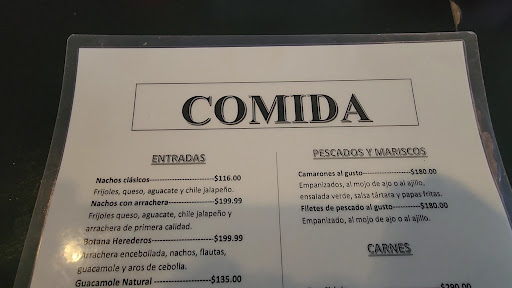 COMIDA
ENTRADAS
Nachos clásicos-----------------------$116.00
Frijoles, queso, aguacate y chile jalapeño.
Nachos con arrachera----------------$199.99
Frijoles, queso, aguacate, chile jalapeño y
arrachera de primera calidad.
Botana Herederos--------------------$199.99
Arrachera encebollada, nachos, flautas,
guacamole y aros de cebolla.
Guacamole Natural -----------------$135.00
PESCADOS Y MARISCOS
Camarones al gusto----------------$180.00
Empanizados, al mojo de ajo o al ajillo,
ensalada verde, salsa tártara y papas fritas.
Filetes de pescado al gusto---------$180.00
Empanizado, al mojo de ajo o al ajillo.
CARNES
$290.00